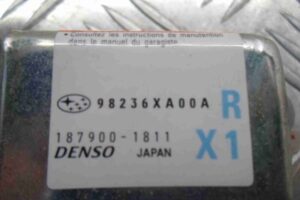 • Consultez les instructions de manutention
dans le manuel du garagiste.
98236XA00A R
187900-1811 X1
DENSO JAPAN